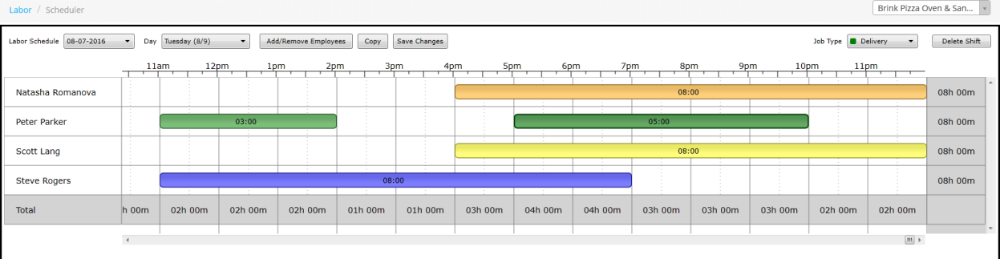 Labor / Scheduler
Brink Pizza Oven & San...
Labor Schedule 08-07-2016 Day Tuesday (8/9) Add/Remove Employees Copy Save Changes Job Type Delivery Delete Shift
11am 12pm 1pm 2pm 3pm 4pm 5pm 6pm 7pm 8pm 9pm 10pm 11pm
Natasha Romanova 08:00 08h 00m
Peter Parker 03:00 05:00 08h 00m
Scott Lang 08:00 08h 00m
Steve Rogers 08:00 08h 00m
Total h 00m 02h 00m 02h 00m 02h 00m 01h 00m 01h 00m 03h 00m 04h 00m 04h 00m 03h 00m 03h 00m 03h 00m 02h 00m 02h 00m